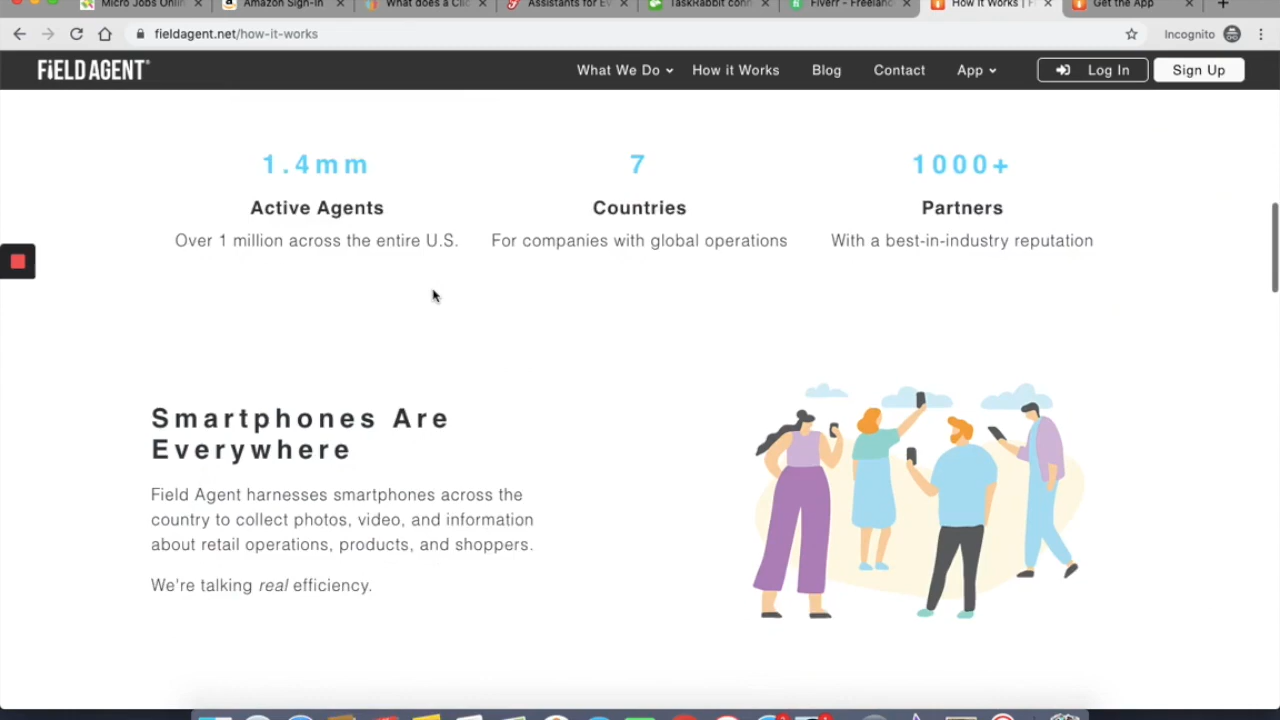 Micro Jobs Onlin
Amazon Sign-In
What does a Clic
Assistants for Ev
TaskRabbit conn
Fiverr - Freelanc
How it Works | Fi
Get the App
fieldagent.net/how-it-works
Incognito
FiELD AGENT®
What We Do
How it Works
Blog
Contact
App
Log In
Sign Up
1.4mm
7
1000+
Active Agents
Countries
Partners
Over 1 million across the entire U.S.
For companies with global operations
With a best-in-industry reputation
Smartphones Are
Everywhere
Field Agent harnesses smartphones across the
country to collect photos, video, and information
about retail operations, products, and shoppers.
We're talking real efficiency.